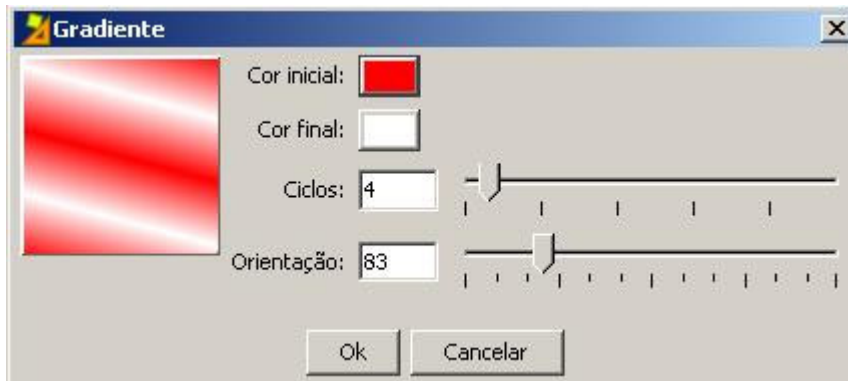 Gradiente
Cor inicial:
Cor final:
Ciclos: 4
Orientação: 83
Ok Cancelar